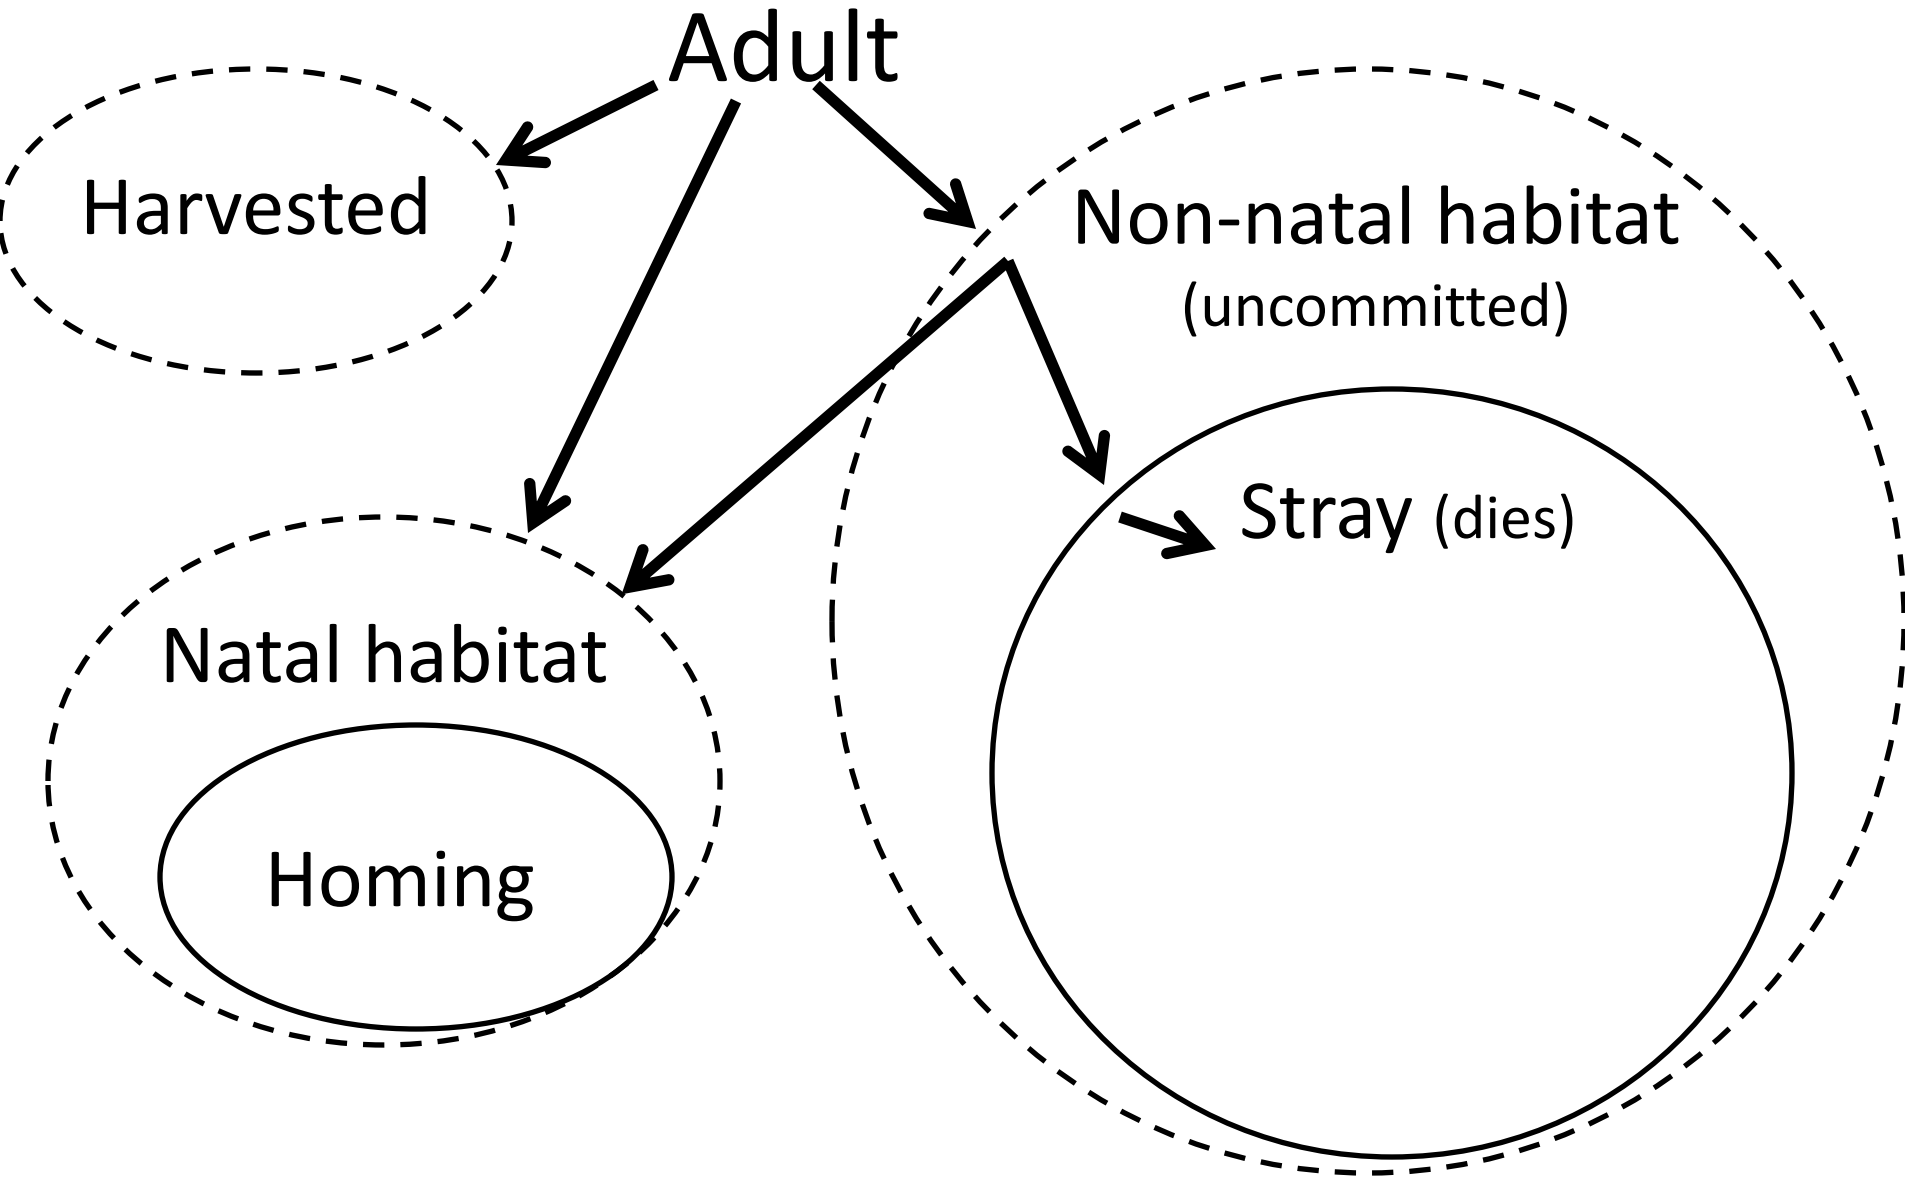 Adult
Harvested
Non-natal habitat
(uncommitted)
Stray (dies)
Natal habitat
Homing